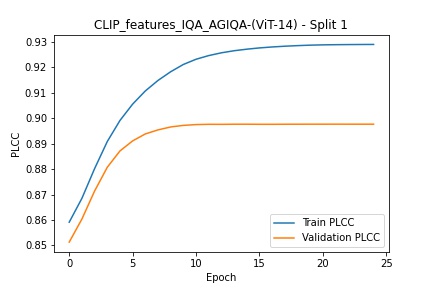 CLIP_features_IQA_AGIQA-(ViT-14) - Split 1
0.93
0.92
0.91
0.90
0.89
0.88
0.87
0.86
0.85
PLCC
Train PLCC
Validation PLCC
0 5 10 15 20 25
Epoch